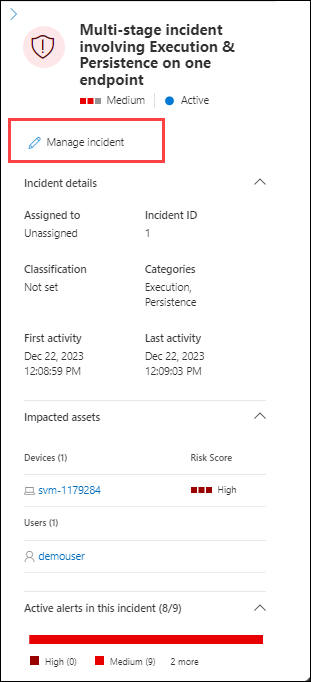 Multi-stage incident
involving Execution &
Persistence on one
endpoint
Medium Active
Manage incident
Incident details
Assigned to Incident ID
Unassigned 1
Classification Categories
Not set Execution,
Persistence
First activity Last activity
Dec 22, 2023 Dec 22, 2023
12:08:59 PM 12:09:03 PM
Impacted assets
Devices (1) Risk Score
svm-1179284 High
Users (1)
demouser
Active alerts in this incident (8/9)
High (0) Medium (9) 2 more